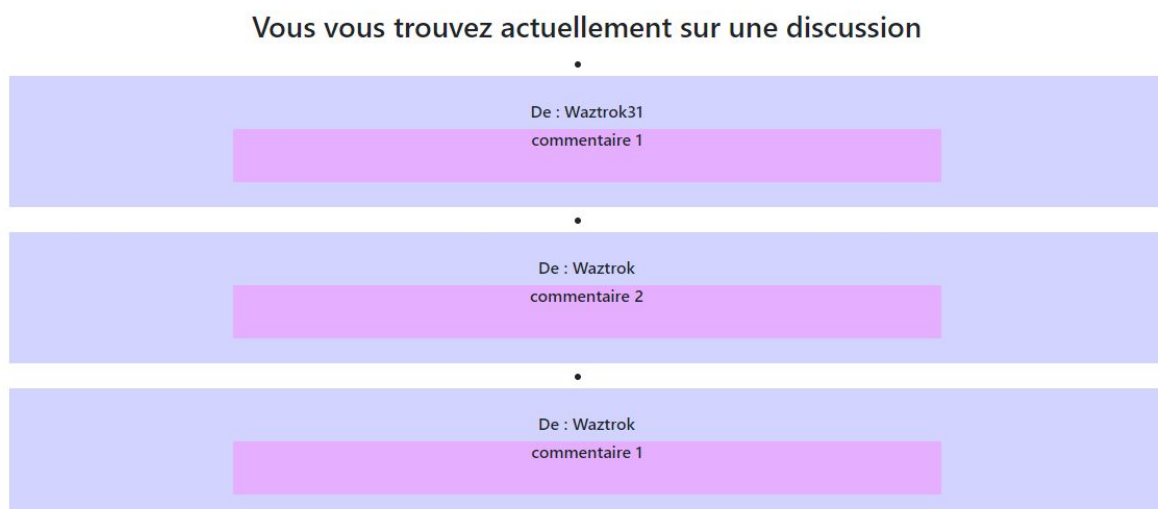 Vous vous trouvez actuellement sur une discussion
•
De : Waztrok31
commentaire 1
•
De : Waztrok
commentaire 2
•
De : Waztrok
commentaire 1